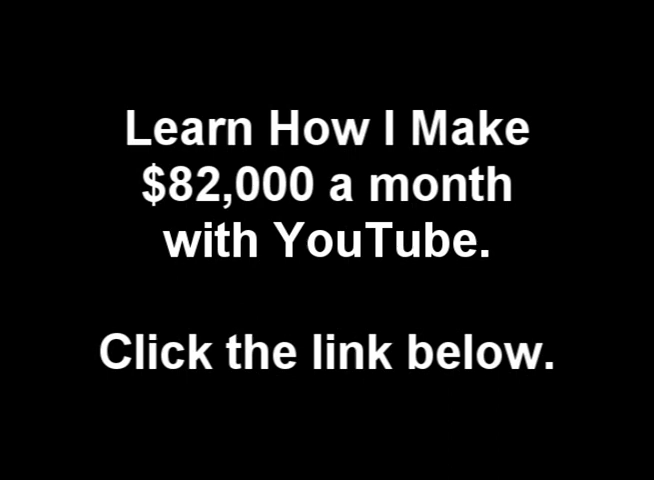 Learn How I Make
$82,000 a month
with YouTube.
Click the link below.